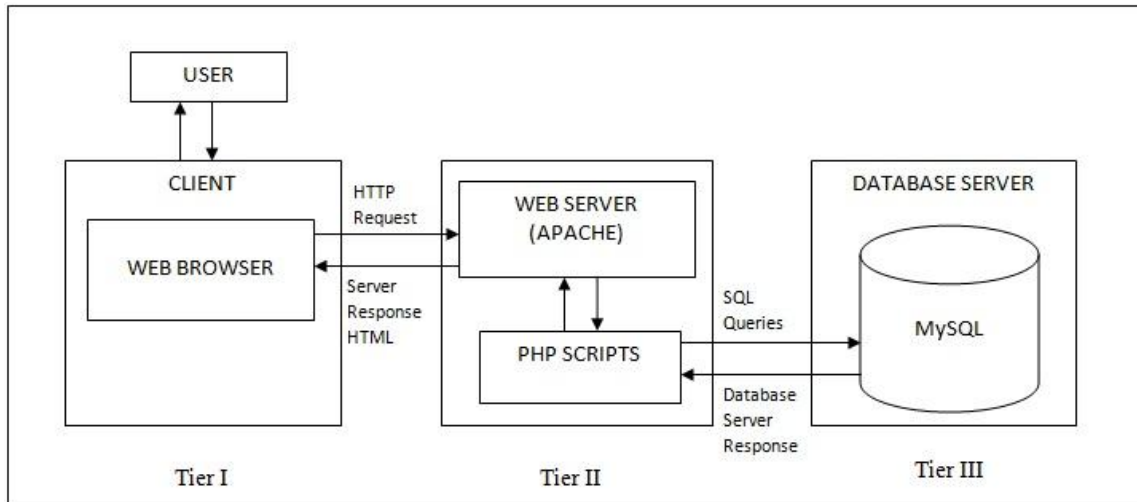 USER
CLIENT
WEB BROWSER
HTTP
Request
Server
Response
HTML
WEB SERVER
(APACHE)
PHP SCRIPTS
SQL
Queries
Database
Server
Response
DATABASE SERVER
MySQL
Tier I
Tier II
Tier III